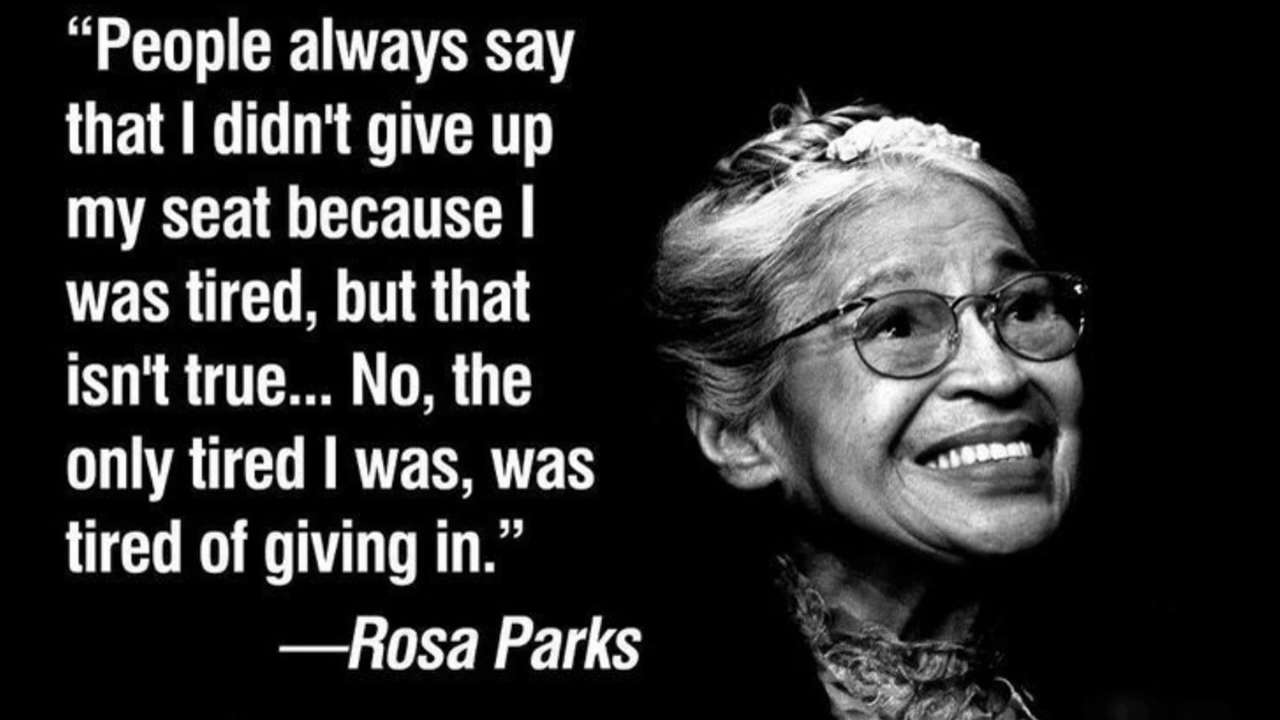 “People always say
that I didn't give up
my seat because I
was tired, but that
isn't true... No, the
only tired I was, was
tired of giving in.”
—Rosa Parks